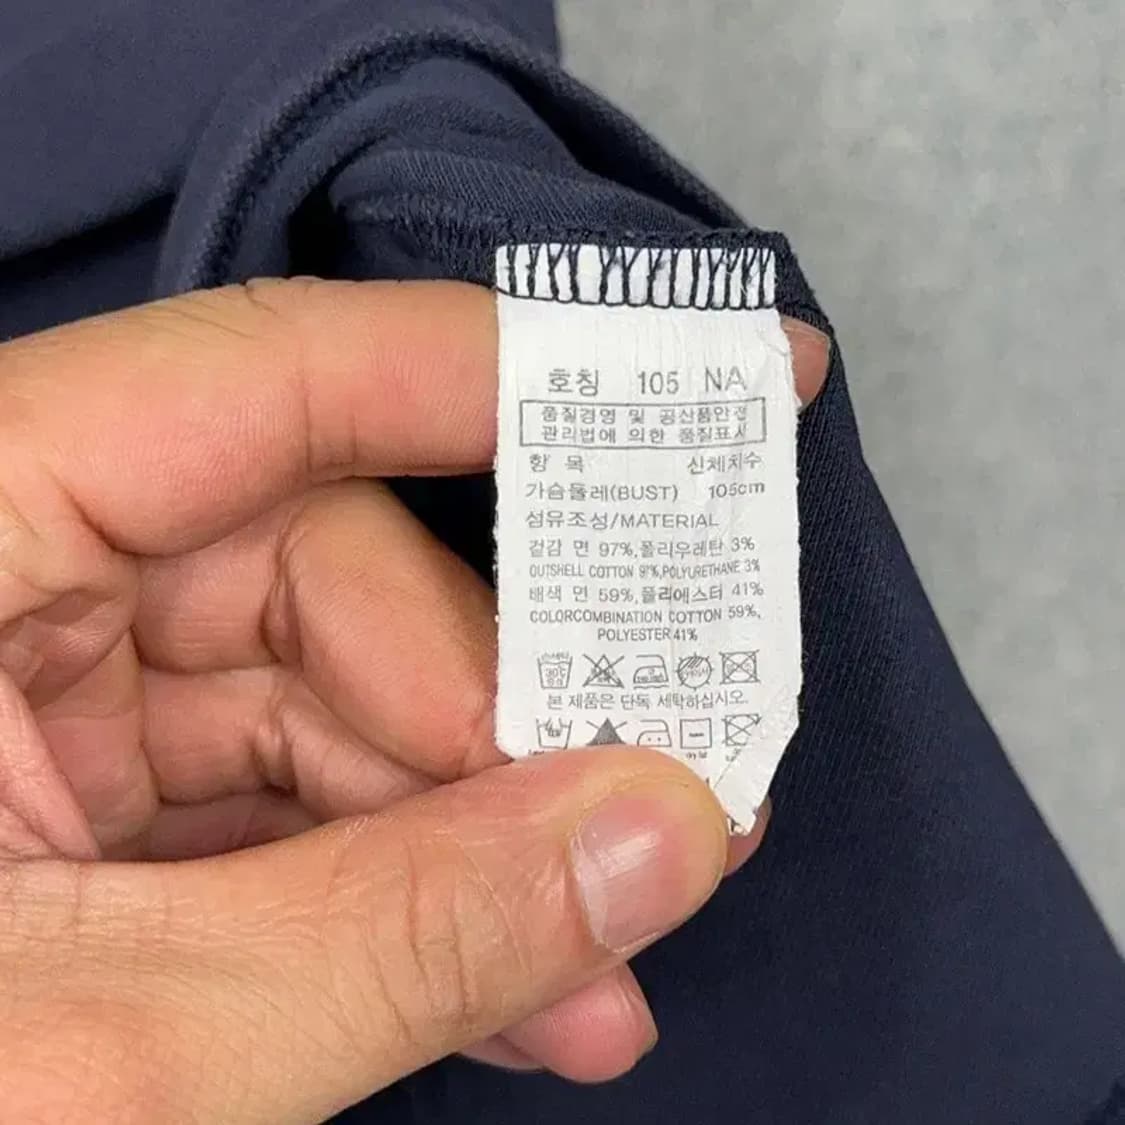 호칭 105 NA
품질경영 및 공산품안전
관리법에 의한 품질표시
항 목 신체치수
가슴둘레(BUST) 105cm
섬유조성/MATERIAL
겉감 면 97%,폴리우레탄 3%
OUTSHELL COTTON 97%,POLYURETHANE 3%
배색 면 59%,폴리에스터 41%
COLORCOMBINATION COTTON 59%,
POLYESTER 41%
30℃
본 제품은 단독 세탁하십시오.